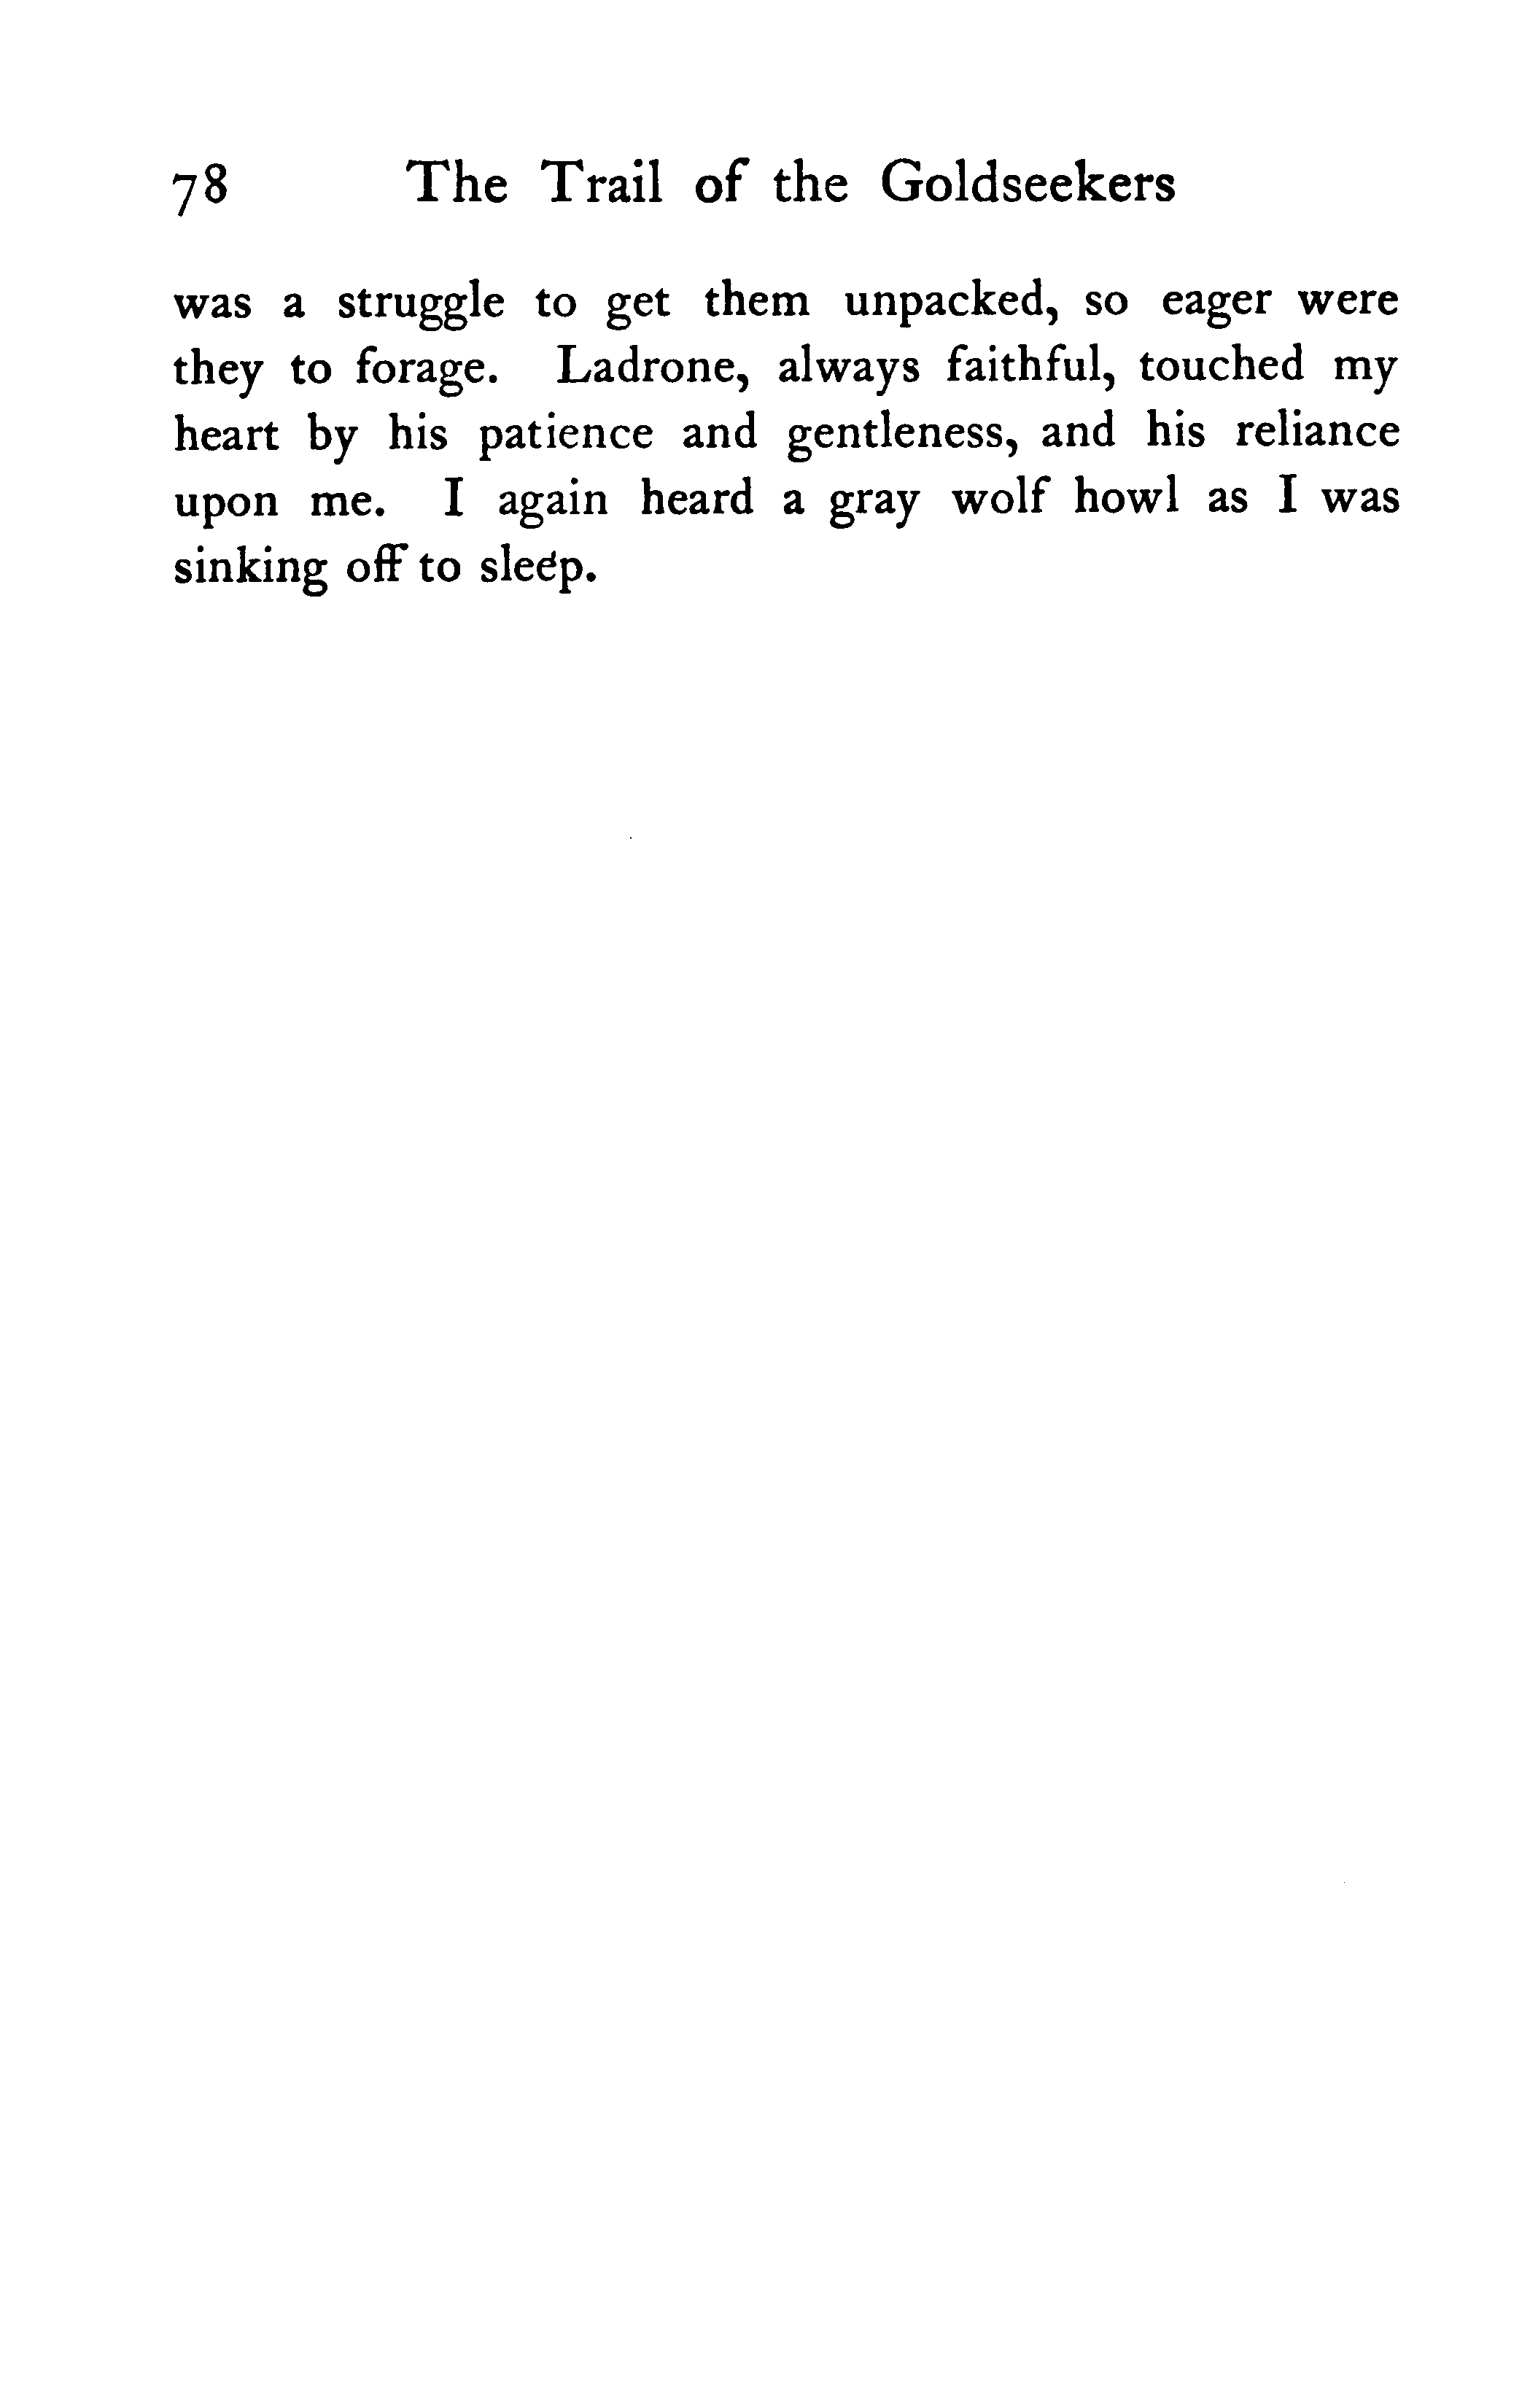 78 The Trail of the Goldseekers
was a struggle to get them unpacked, so eager were
they to forage. Ladrone, always faithful, touched my
heart by his patience and gentleness, and his reliance
upon me. I again heard a gray wolf howl as I was
sinking off to sleep.